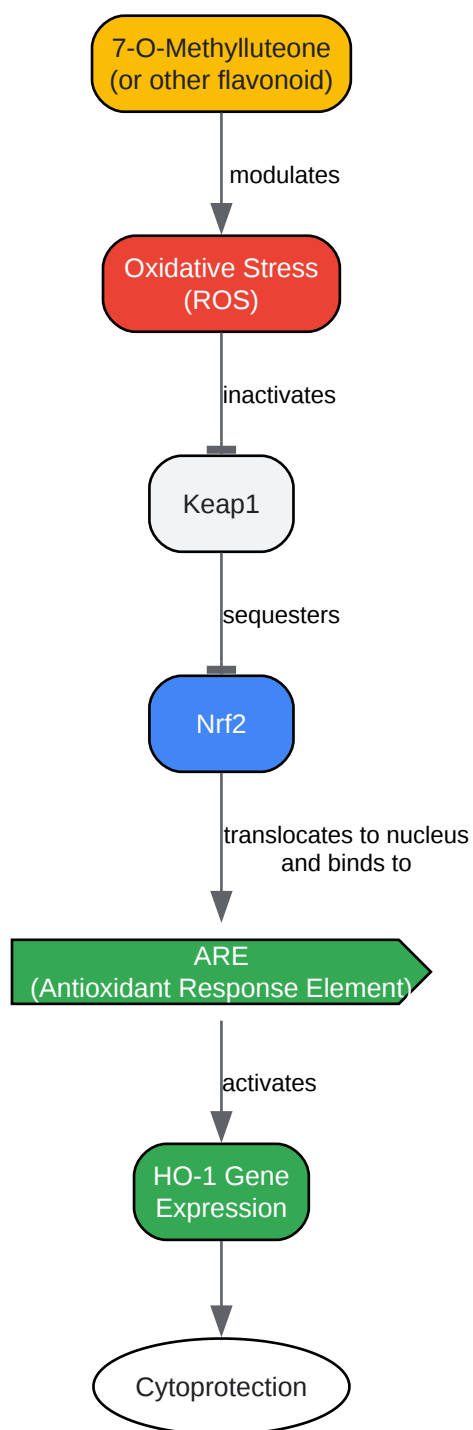 7-O-Methylluteone
(or other flavonoid)
modulates
Oxidative Stress
(ROS)
inactivates
Keap1
sequesters
Nrf2
translocates to nucleus
and binds to
ARE
(Antioxidant Response Element)
activates
HO-1 Gene
Expression
Cytoprotection